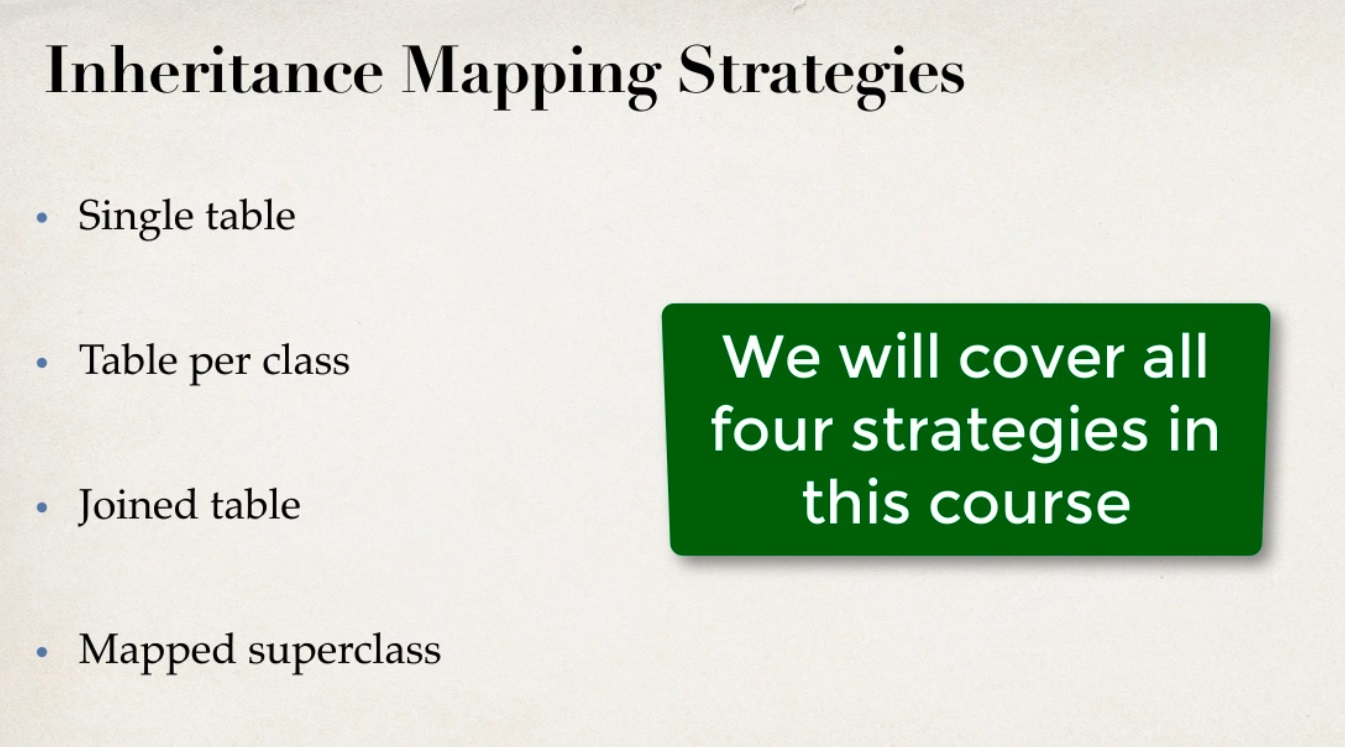 Inheritance Mapping Strategies
• Single table
• Table per class
• Joined table
• Mapped superclass
We will cover all
four strategies in
this course